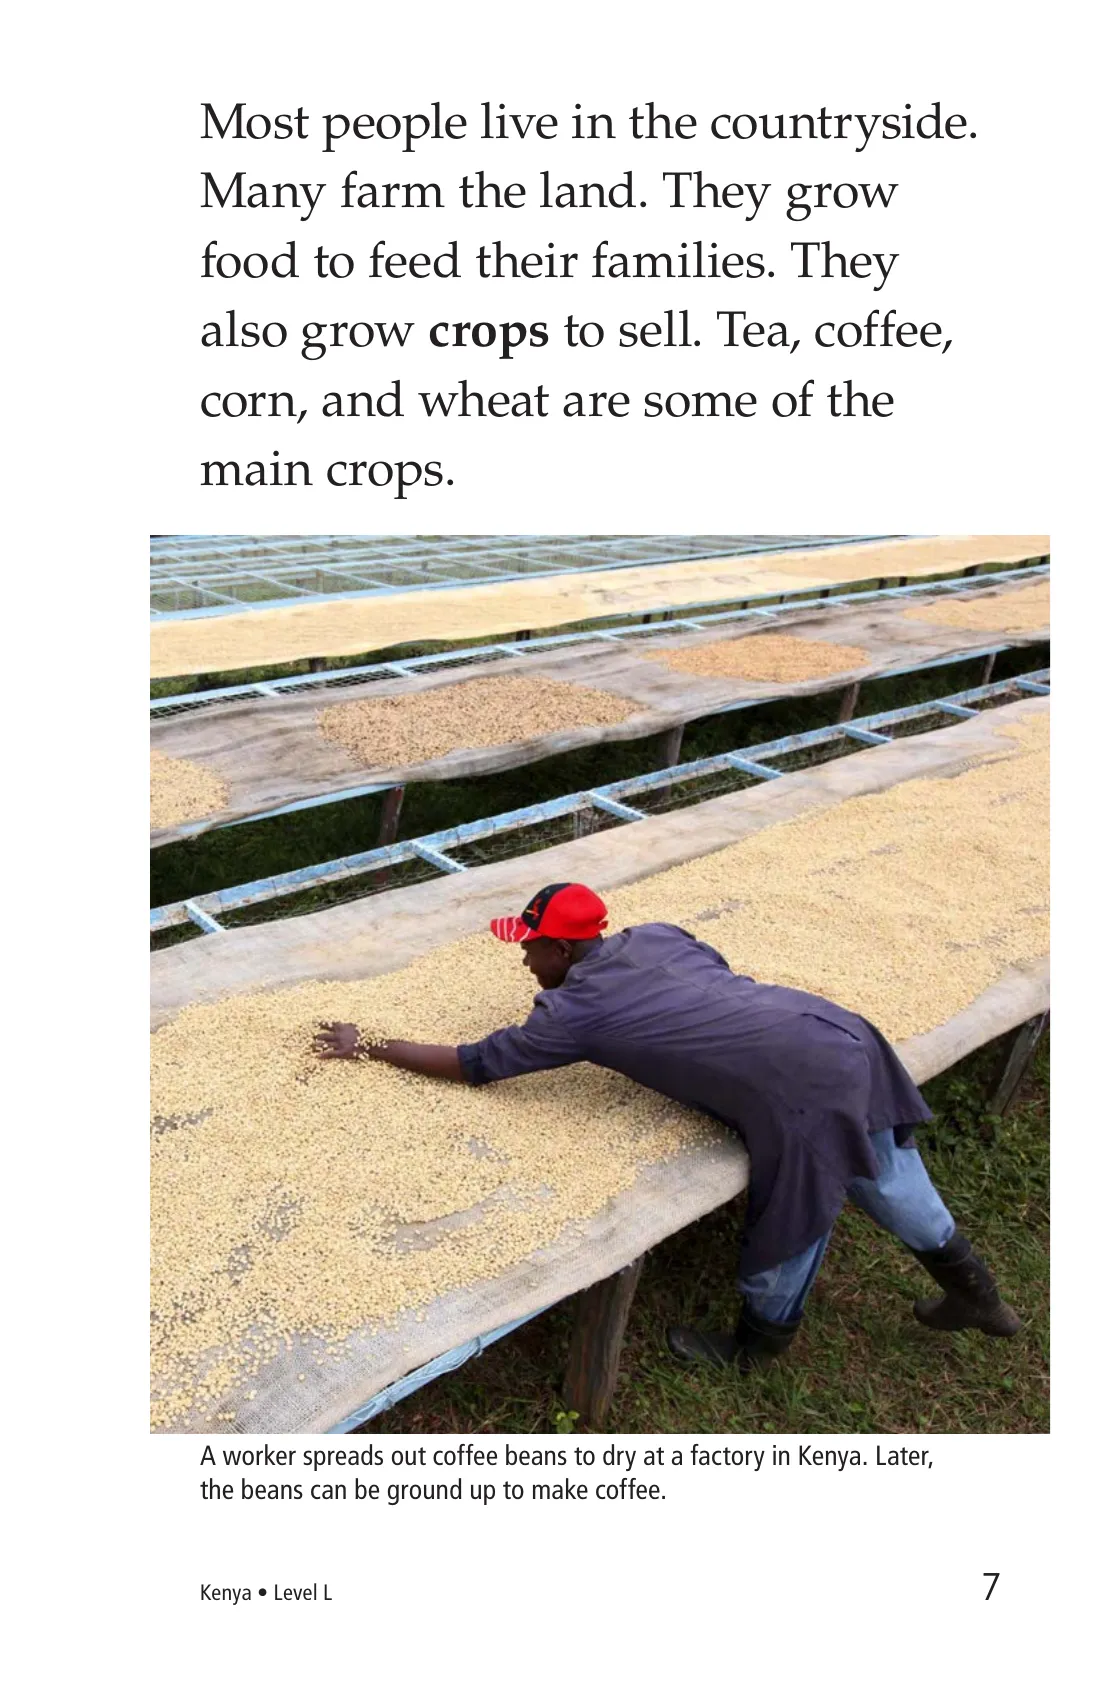 Most people live in the countryside.
Many farm the land. They grow
food to feed their families. They
also grow crops to sell. Tea, coffee,
corn, and wheat are some of the
main crops.
A worker spreads out coffee beans to dry at a factory in Kenya. Later,
the beans can be ground up to make coffee.
Kenya • Level L
7